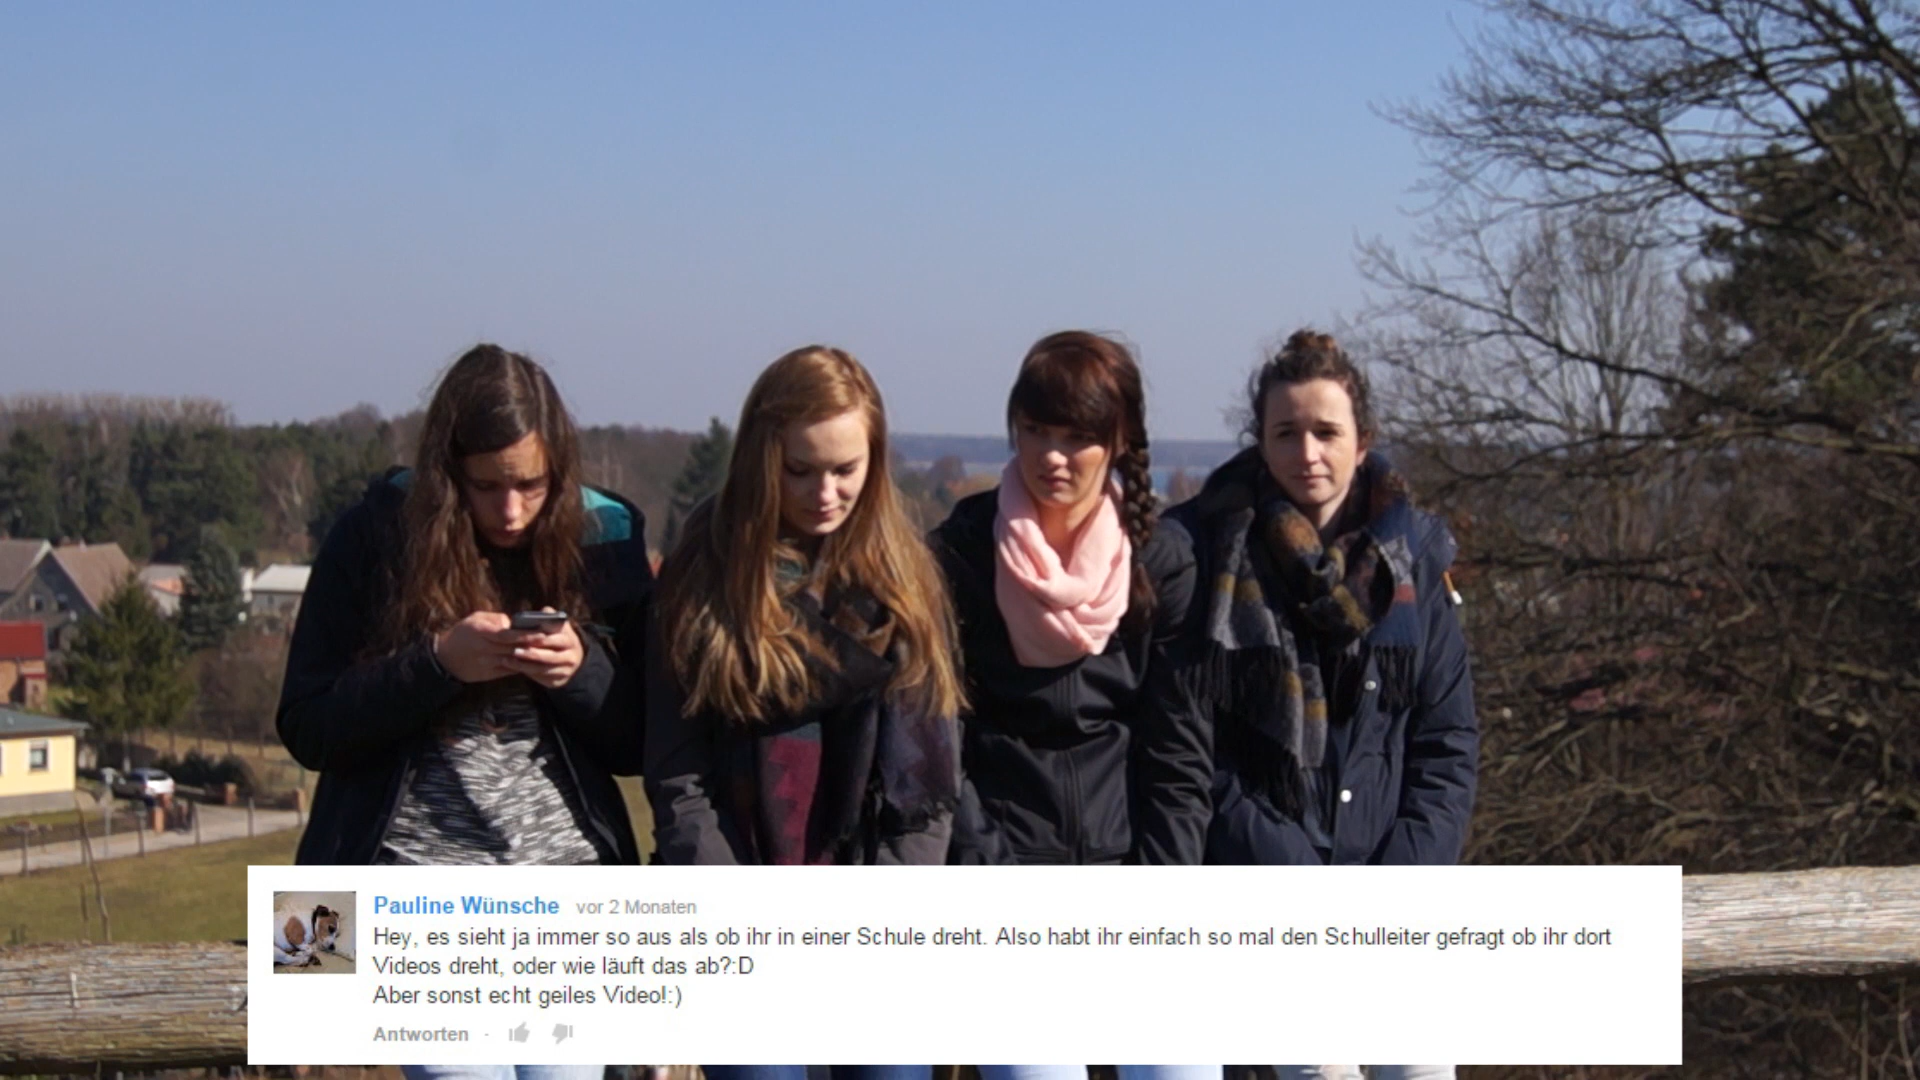 Pauline Wünsche vor 2 Monaten
Hey, es sieht ja immer so aus als ob ihr in einer Schule dreht. Also habt ihr einfach so mal den Schulleiter gefragt ob ihr dort
Videos dreht, oder wie läuft das ab?:D
Aber sonst echt geiles Video!:)
Antworten ·